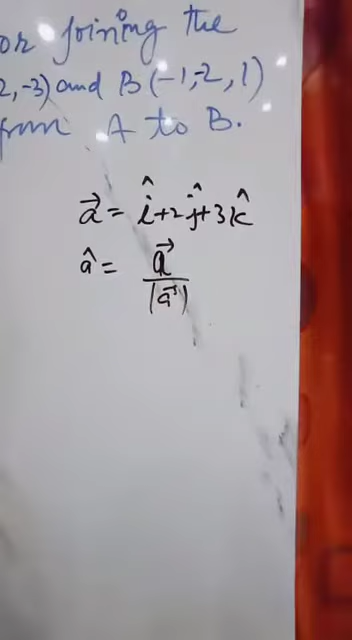 or joining the
2,-3) and B(-1,-2, 1)
from A to B.
a⃗ = î+2ĵ+3k̂
â = a⃗/|a⃗|